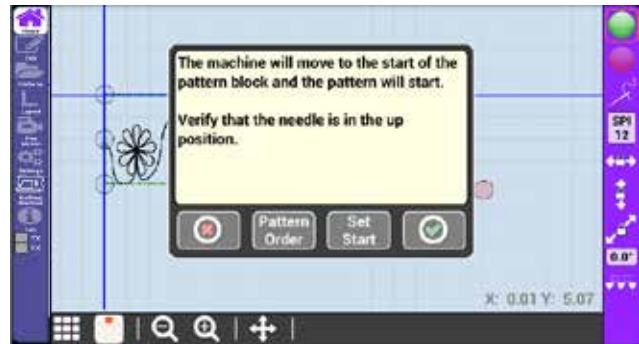 The machine will move to the start of the
pattern block and the pattern will start.
Verify that the needle is in the up
position.
Pattern
Order
Set
Start
SPI
12
0.0°
X: 0.01 Y: 5.07